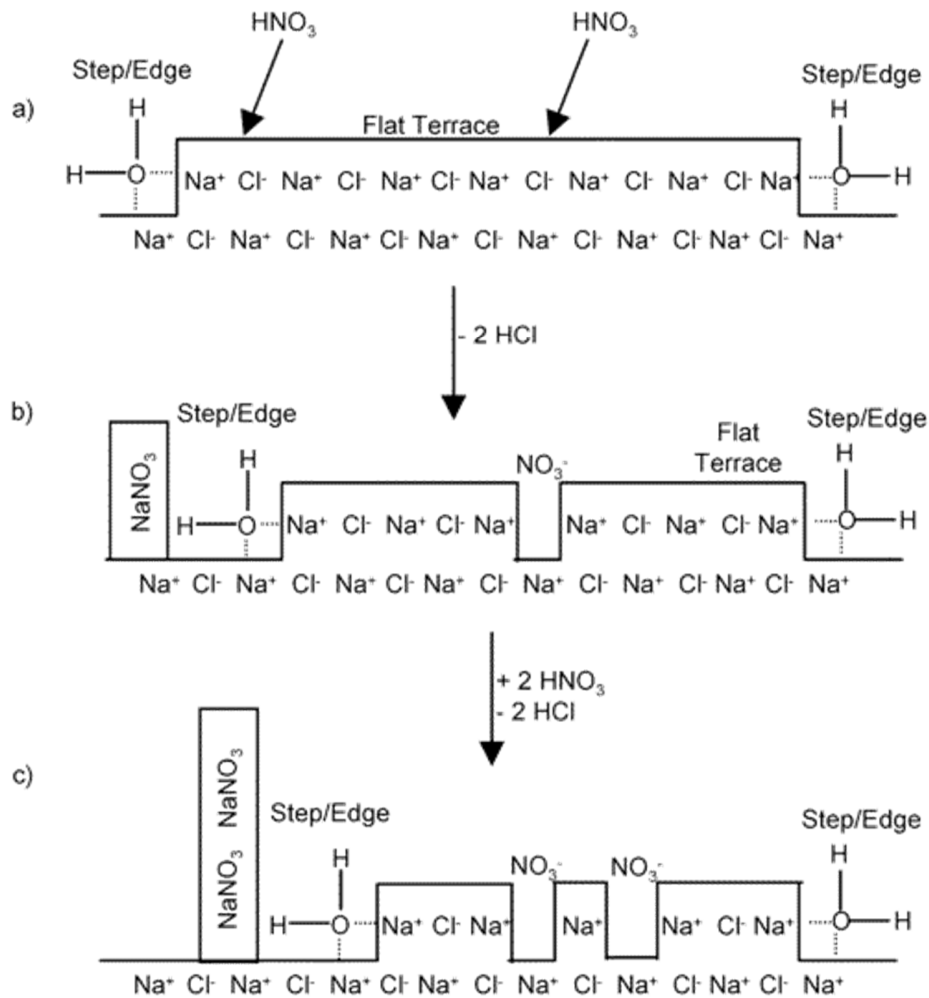 HNO₃ HNO₃
Step/Edge Step/Edge
a) H Flat Terrace H
H O Na⁺ Cl⁻ Na⁺ Cl⁻ Na⁺ Cl⁻ Na⁺ Cl⁻ Na⁺ Cl⁻ Na⁺ Cl⁻ Na⁺ O H
Na⁺ Cl⁻ Na⁺ Cl⁻ Na⁺ Cl⁻ Na⁺ Cl⁻ Na⁺ Cl⁻ Na⁺ Cl⁻ Na⁺ Cl⁻ Na⁺
- 2 HCl
b) Step/Edge Flat Step/Edge
NaNO₃ H NO₃⁻ Terrace H
H O Na⁺ Cl⁻ Na⁺ Cl⁻ Na⁺ Na⁺ Cl⁻ Na⁺ Cl⁻ Na⁺ O H
Na⁺ Cl⁻ Na⁺ Cl⁻ Na⁺ Cl⁻ Na⁺ Cl⁻ Na⁺ Cl⁻ Na⁺ Cl⁻ Na⁺ Cl⁻ Na⁺
+ 2 HNO₃
- 2 HCl
c) NaNO₃ Step/Edge Step/Edge
NaNO₃ H NO₃⁻ NO₃⁻ H
H O Na⁺ Cl⁻ Na⁺ Na⁺ Na⁺ Cl⁻ Na⁺ O H
Na⁺ Cl⁻ Na⁺ Cl⁻ Na⁺ Cl⁻ Na⁺ Cl⁻ Na⁺ Cl⁻ Na⁺ Cl⁻ Na⁺ Cl⁻ Na⁺